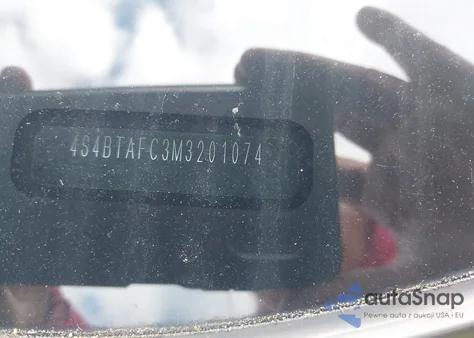 4S4BTAFC3M3201074
autoSnap
Pewne auta z aukcji USA i EU